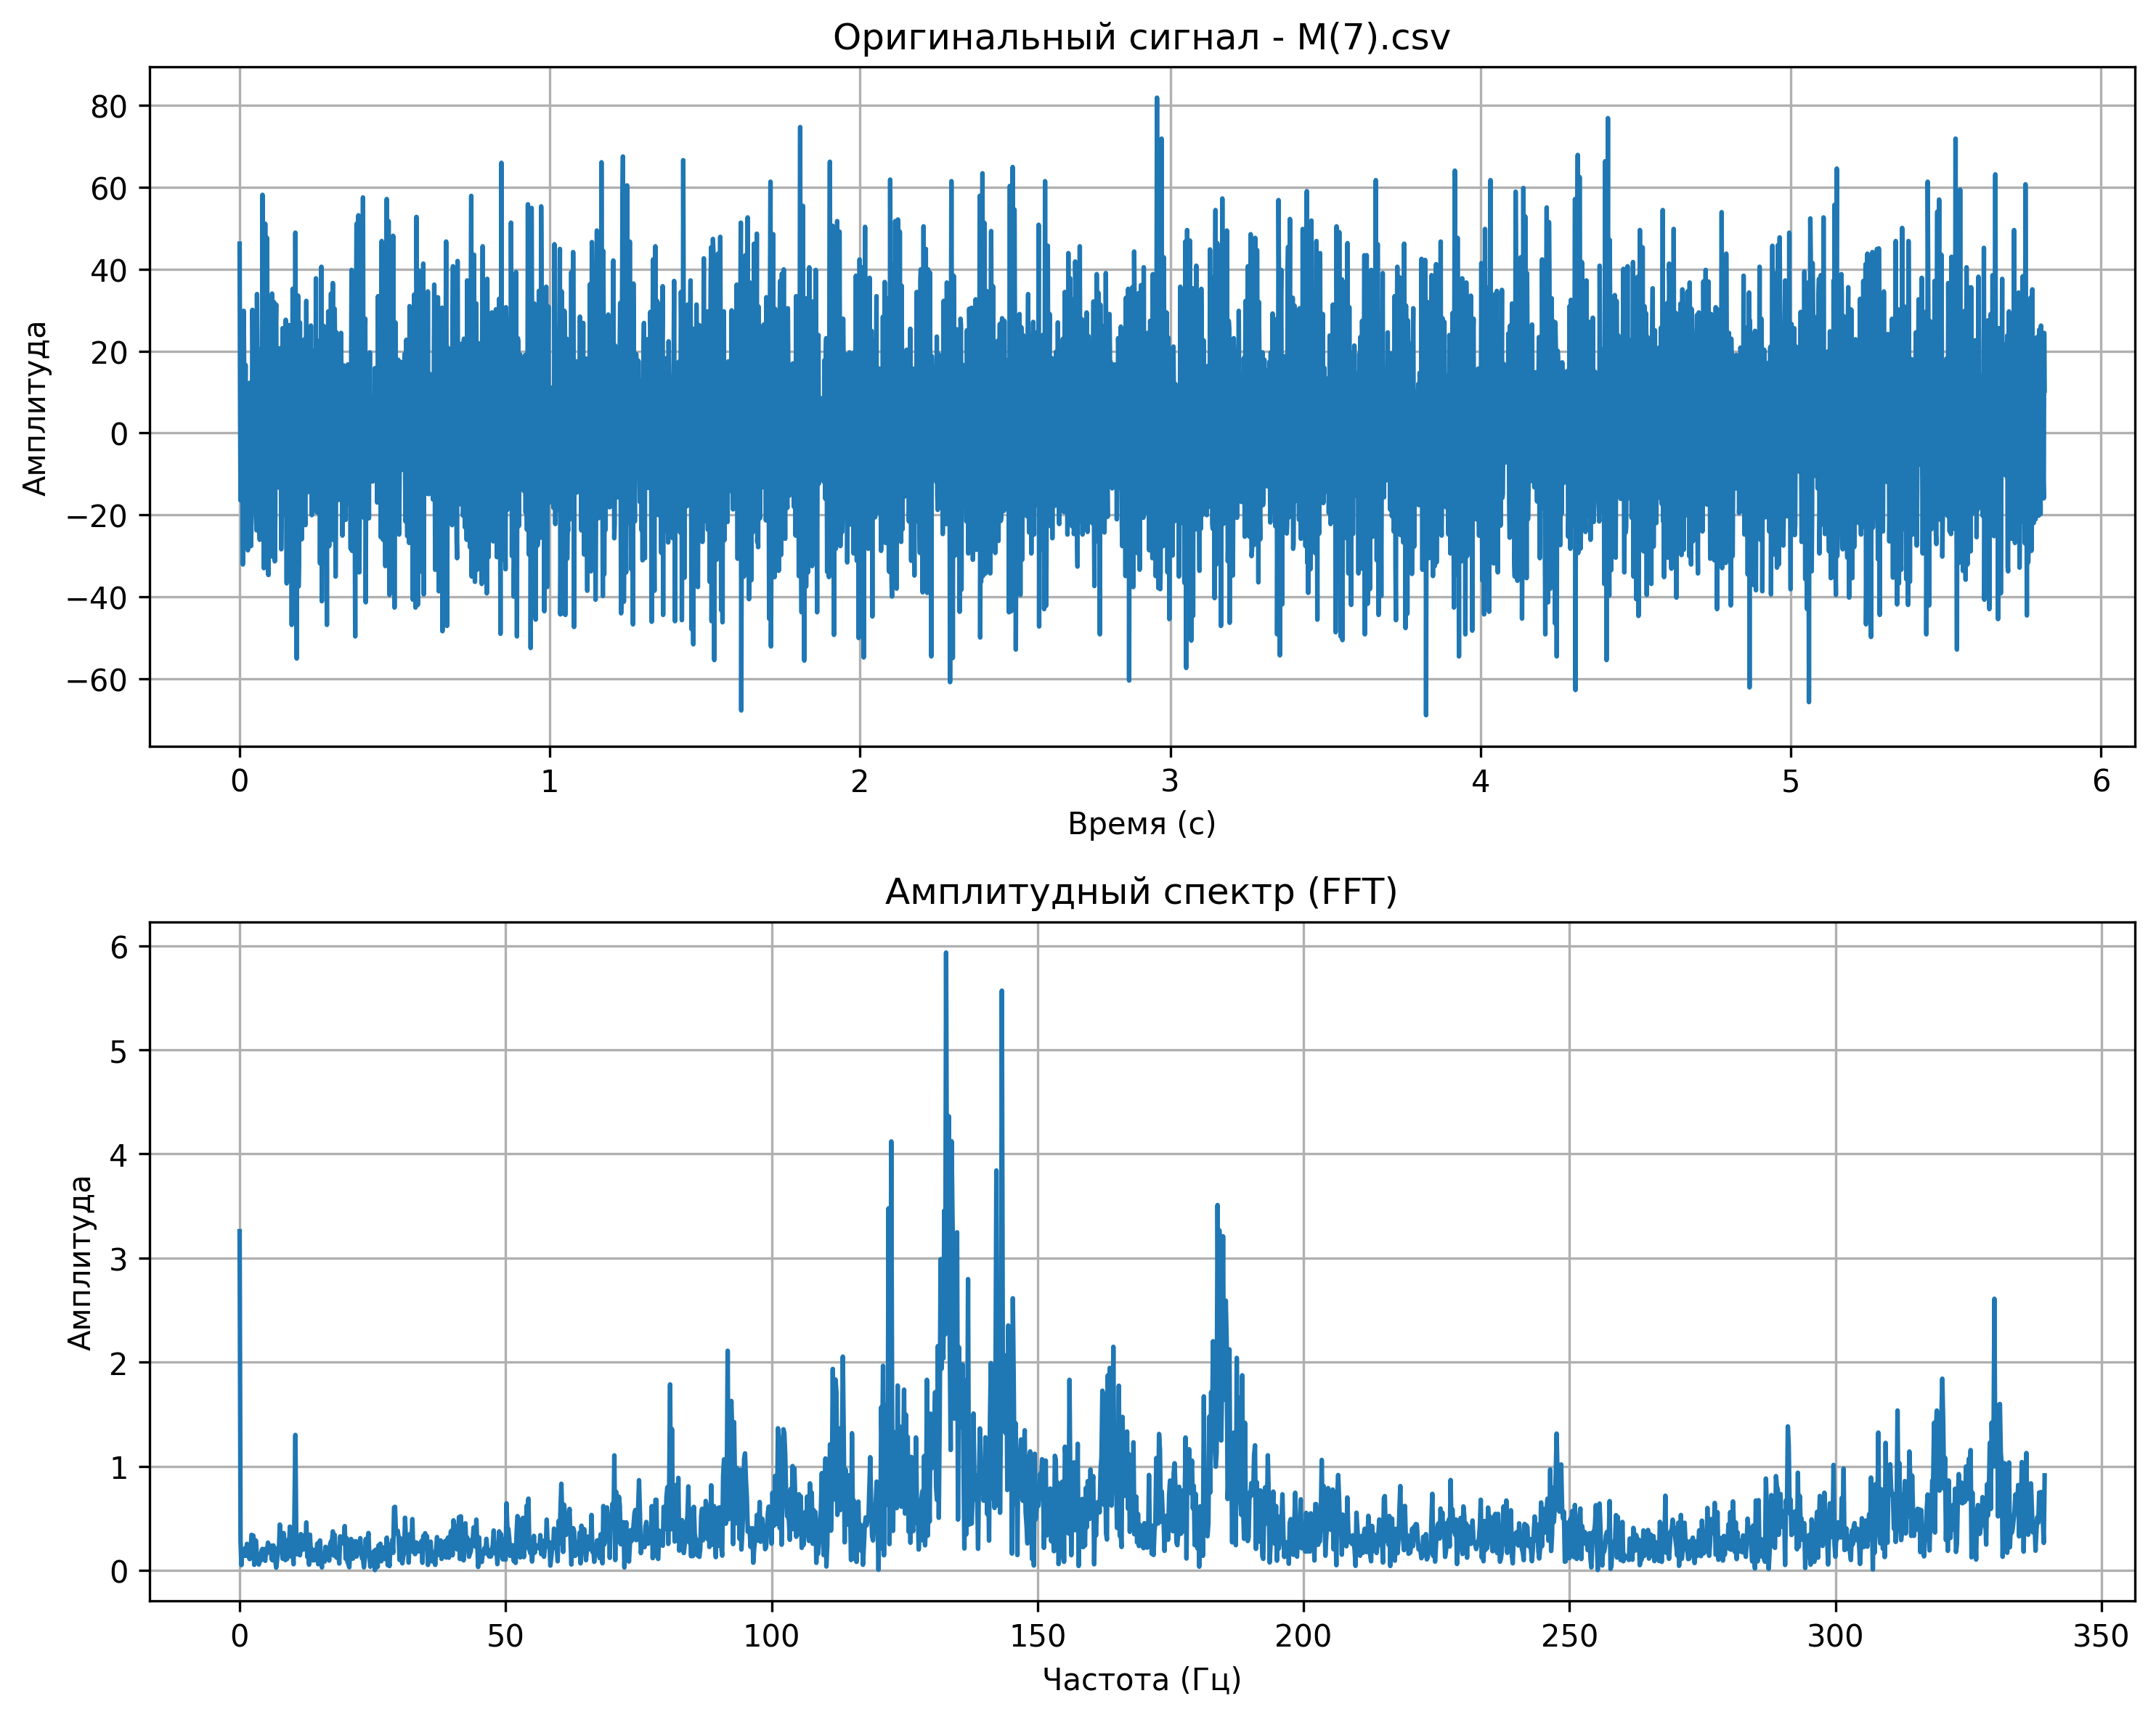 Оригинальный сигнал - M(7).csv
Амплитуда
80
60
40
20
0
−20
−40
−60
0 1 2 3 4 5 6
Время (с)
Амплитудный спектр (FFT)
Амплитуда
6
5
4
3
2
1
0
0 50 100 150 200 250 300 350
Частота (Гц)